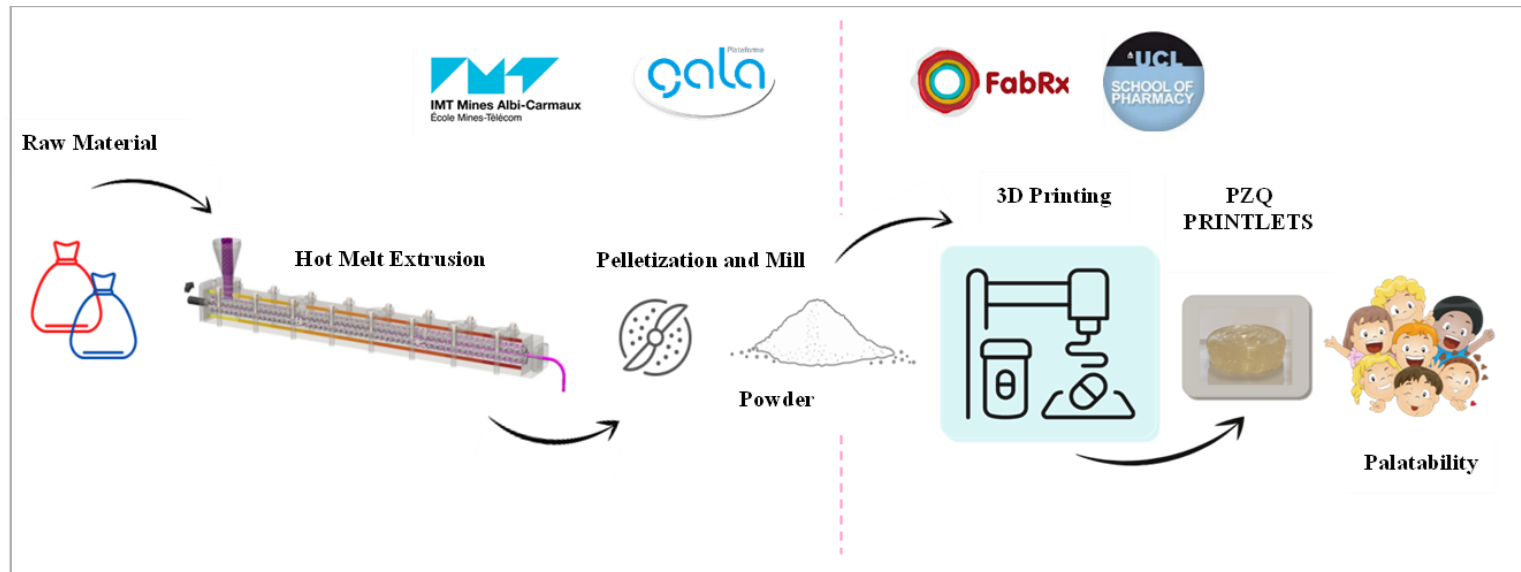 IMT Mines Albi-Carmaux
École Mines-Télécom
Plateforme
gala
FabRx
UCL
SCHOOL OF
PHARMACY
Raw Material
Hot Melt Extrusion
Pelletization and Mill
Powder
3D Printing
PZQ
PRINTLETS
Palatability